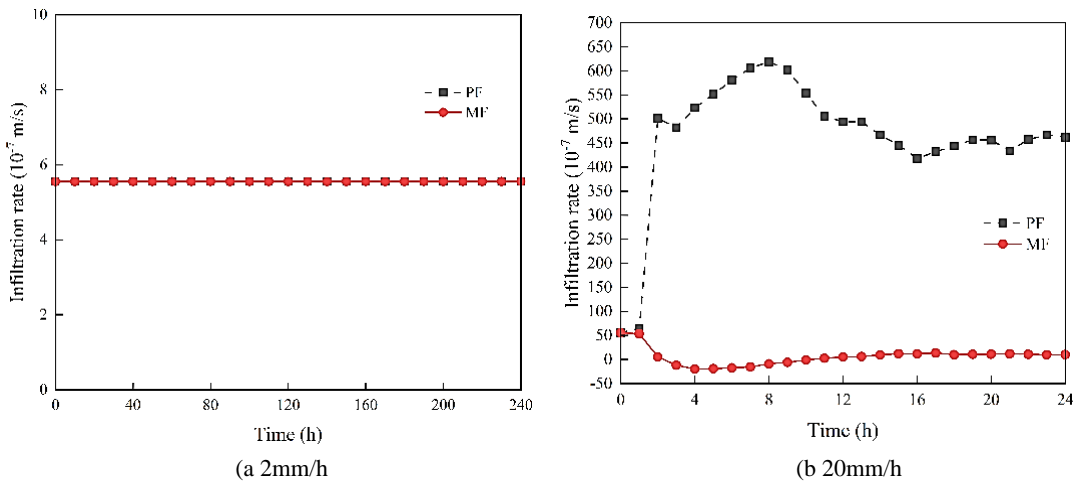 10
8
6
4
2
0
Infiltration rate (10⁻⁷ m/s)
PF
MF
0 40 80 120 160 200 240
Time (h)
(a 2mm/h
700
650
600
550
500
450
400
350
300
250
200
150
100
50
0
-50
Infiltration rate (10⁻⁷ m/s)
PF
MF
0 4 8 12 16 20 24
Time (h)
(b 20mm/h